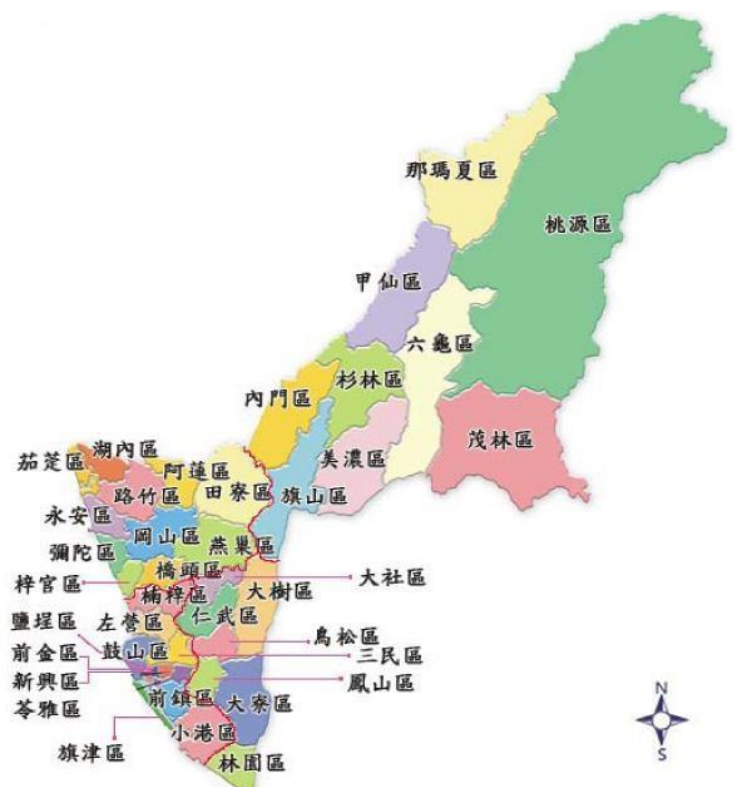 那瑪夏區
桃源區
甲仙區
六龜區
杉林區
內門區
茂林區
美濃區
旗山區
湖內區
茄萣區
阿蓮區
田寮區
路竹區
永安區
岡山區
燕巢區
彌陀區
橋頭區
大社區
梓官區
楠梓區
大樹區
仁武區
鹽埕區
左營區
鳥松區
前金區
鼓山區
三民區
新興區
鳳山區
苓雅區
前鎮區
大寮區
小港區
旗津區
林園區
N
S